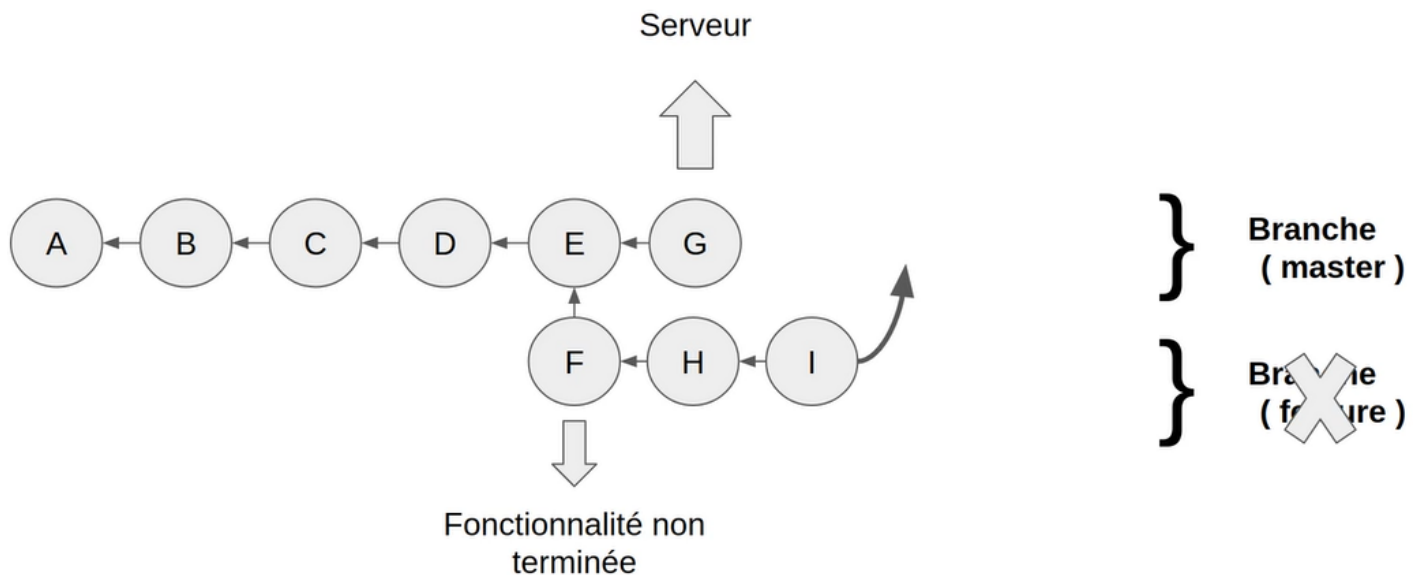 Serveur
A B C D E G
Branche
( master )
F H I
( 
Fonctionnalité non
terminée